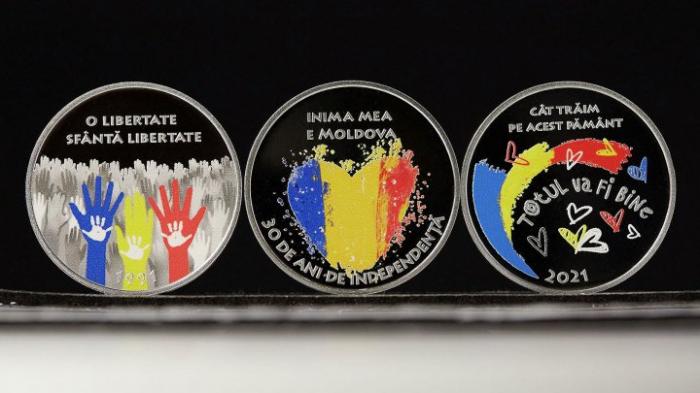 O LIBERTATE
SFÂNTĂ LIBERTATE
1991
INIMA MEA
E MOLDOVA
30 DE ANI DE INDEPENDENȚĂ
CÂT TRĂIM
PE ACEST PĂMÂNT
TOTUL va Fi BiNE
2021